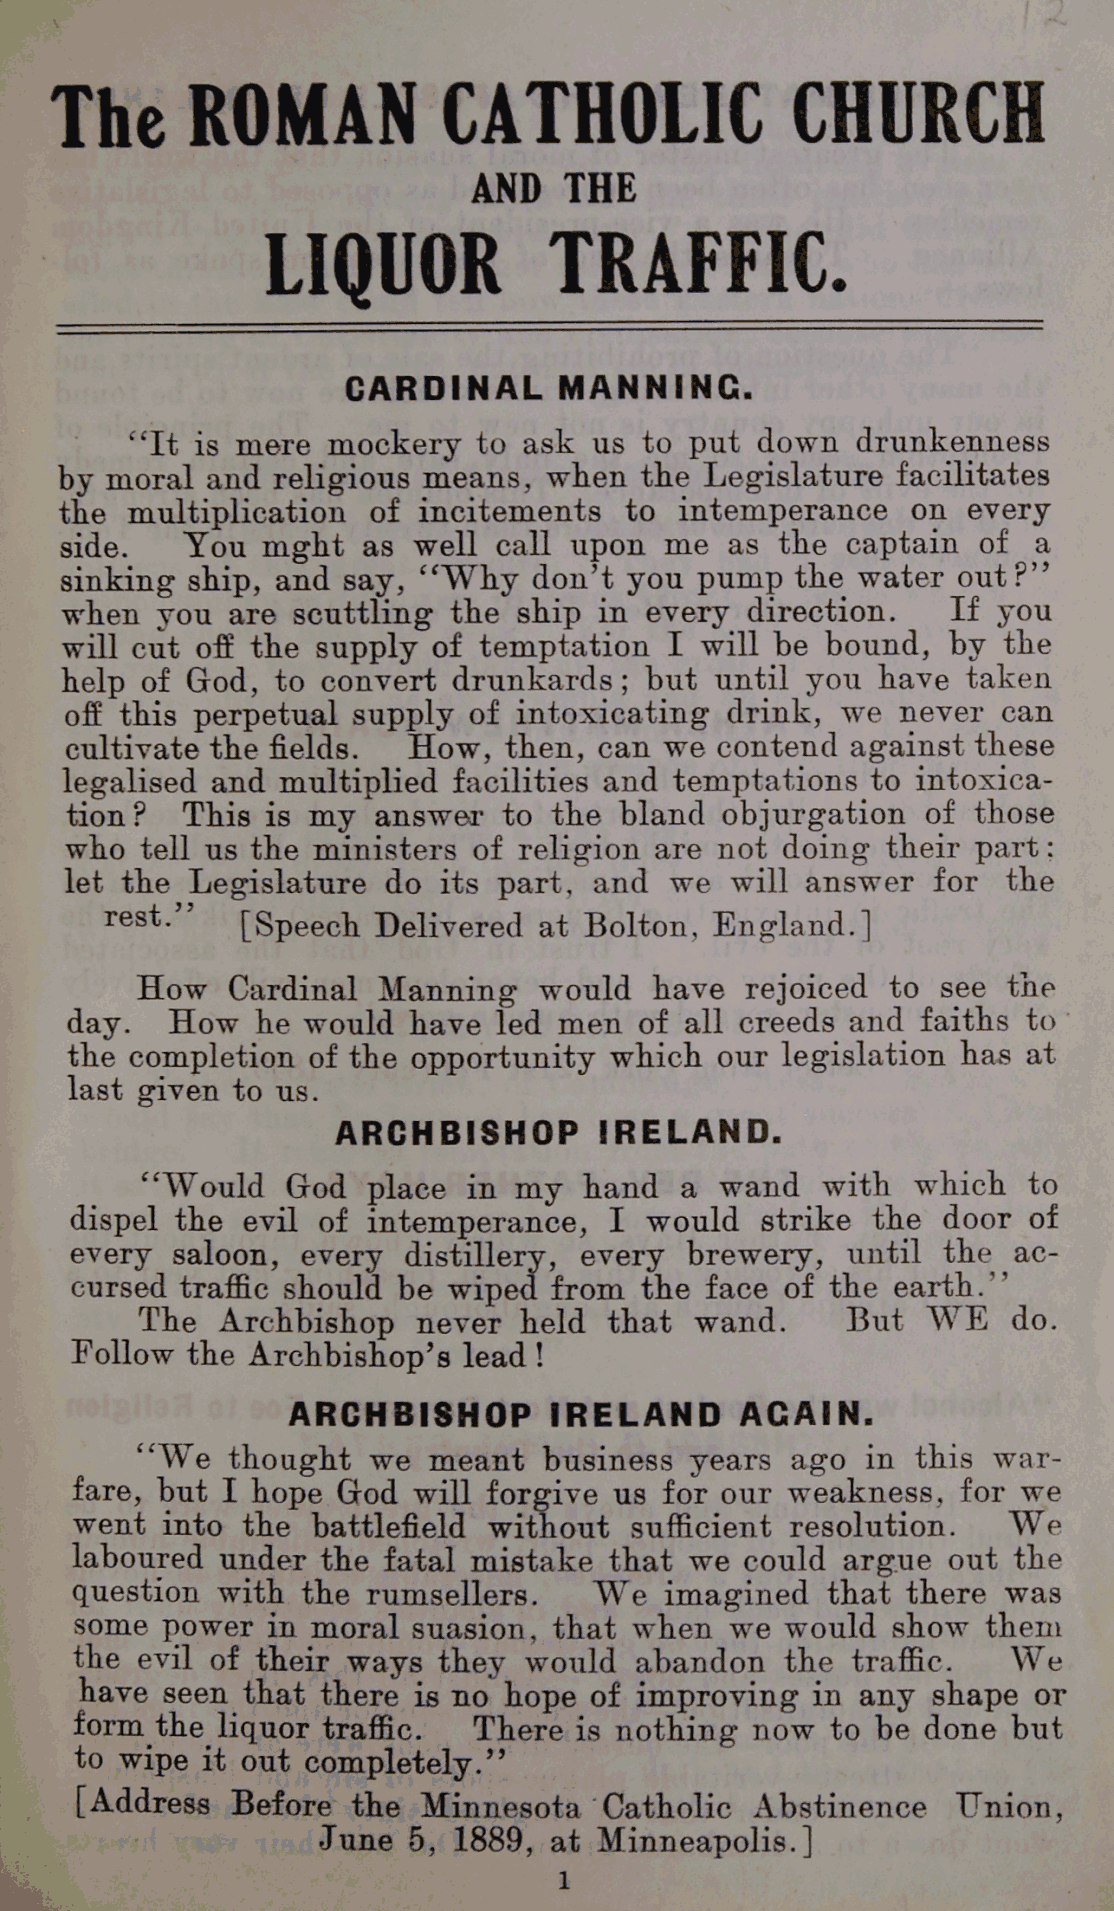 12
The ROMAN CATHOLIC CHURCH
AND THE
LIQUOR TRAFFIC.
CARDINAL MANNING.
“It is mere mockery to ask us to put down drunkenness
by moral and religious means, when the Legislature facilitates
the multiplication of incitements to intemperance on every
side. You mght as well call upon me as the captain of a
sinking ship, and say, “Why don’t you pump the water out?”
when you are scuttling the ship in every direction. If you
will cut off the supply of temptation I will be bound, by the
help of God, to convert drunkards; but until you have taken
off this perpetual supply of intoxicating drink, we never can
cultivate the fields. How, then, can we contend against these
legalised and multiplied facilities and temptations to intoxica-
tion? This is my answer to the bland objurgation of those
who tell us the ministers of religion are not doing their part:
let the Legislature do its part, and we will answer for the
rest.” [Speech Delivered at Bolton, England.]
How Cardinal Manning would have rejoiced to see the
day. How he would have led men of all creeds and faiths to
the completion of the opportunity which our legislation has at
last given to us.
ARCHBISHOP IRELAND.
“Would God place in my hand a wand with which to
dispel the evil of intemperance, I would strike the door of
every saloon, every distillery, every brewery, until the ac-
cursed traffic should be wiped from the face of the earth.”
The Archbishop never held that wand. But WE do.
Follow the Archbishop’s lead!
ARCHBISHOP IRELAND AGAIN.
“We thought we meant business years ago in this war-
fare, but I hope God will forgive us for our weakness, for we
went into the battlefield without sufficient resolution. We
laboured under the fatal mistake that we could argue out the
question with the rumsellers. We imagined that there was
some power in moral suasion, that when we would show them
the evil of their ways they would abandon the traffic. We
have seen that there is no hope of improving in any shape or
form the liquor traffic. There is nothing now to be done but
to wipe it out completely.”
[Address Before the Minnesota Catholic Abstinence Union,
June 5, 1889, at Minneapolis.]
1